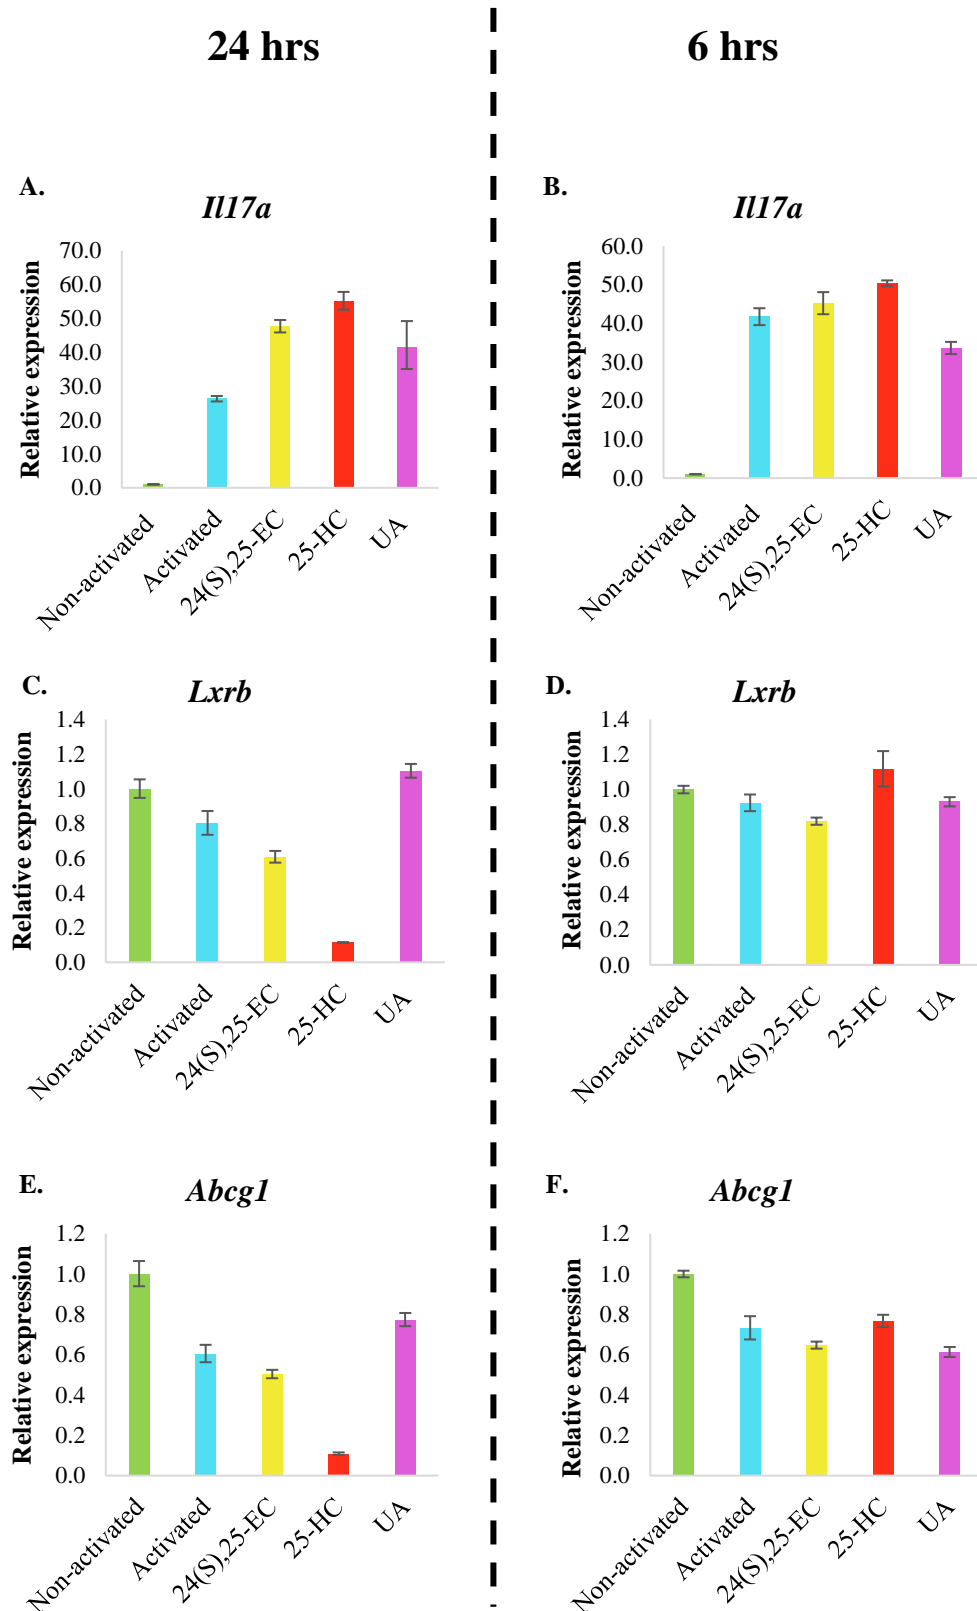 24 hrs
6 hrs
A.
Il17a
Relative expression
70.0
60.0
50.0
40.0
30.0
20.0
10.0
0.0
Non-activated
Activated
24(S),25-EC
25-HC
UA
B.
Il17a
Relative expression
60.0
50.0
40.0
30.0
20.0
10.0
0.0
Non-activated
Activated
24(S),25-EC
25-HC
UA
C.
Lxrb
Relative expression
1.4
1.2
1.0
0.8
0.6
0.4
0.2
0.0
Non-activated
Activated
24(S),25-EC
25-HC
UA
D.
Lxrb
Relative expression
1.4
1.2
1.0
0.8
0.6
0.4
0.2
0.0
Non-activated
Activated
24(S),25-EC
25-HC
UA
E.
Abcg1
Relative expression
1.2
1.0
0.8
0.6
0.4
0.2
0.0
Non-activated
Activated
24(S),25-EC
25-HC
UA
F.
Abcg1
Relative expression
1.2
1.0
0.8
0.6
0.4
0.2
0.0
Non-activated
Activated
24(S),25-EC
25-HC
UA